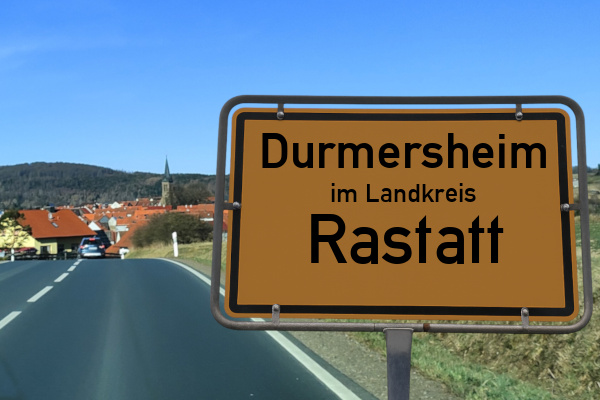 Durmersheim
im Landkreis
Rastatt